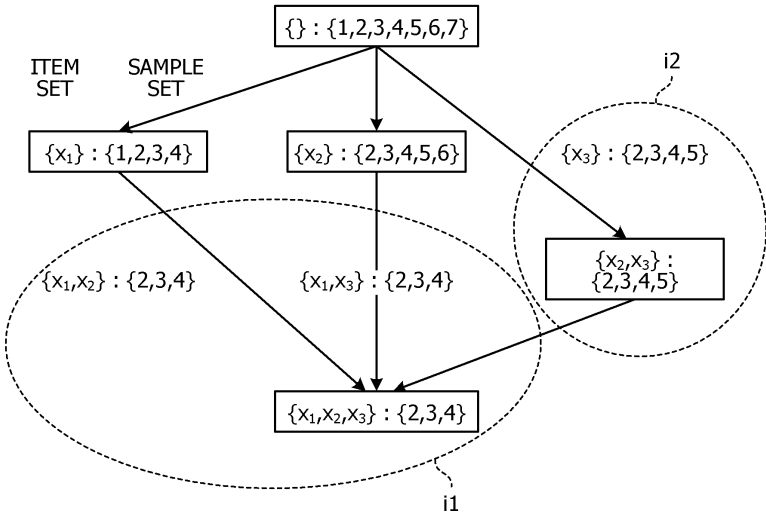 {} : {1,2,3,4,5,6,7}
i2
ITEM SET
SAMPLE SET
{x₁} : {1,2,3,4}
{x₂} : {2,3,4,5,6}
{x₃} : {2,3,4,5}
{x₂,x₃} :
{2,3,4,5}
{x₁,x₂} : {2,3,4}
{x₁,x₃} : {2,3,4}
{x₁,x₂,x₃} : {2,3,4}
i1